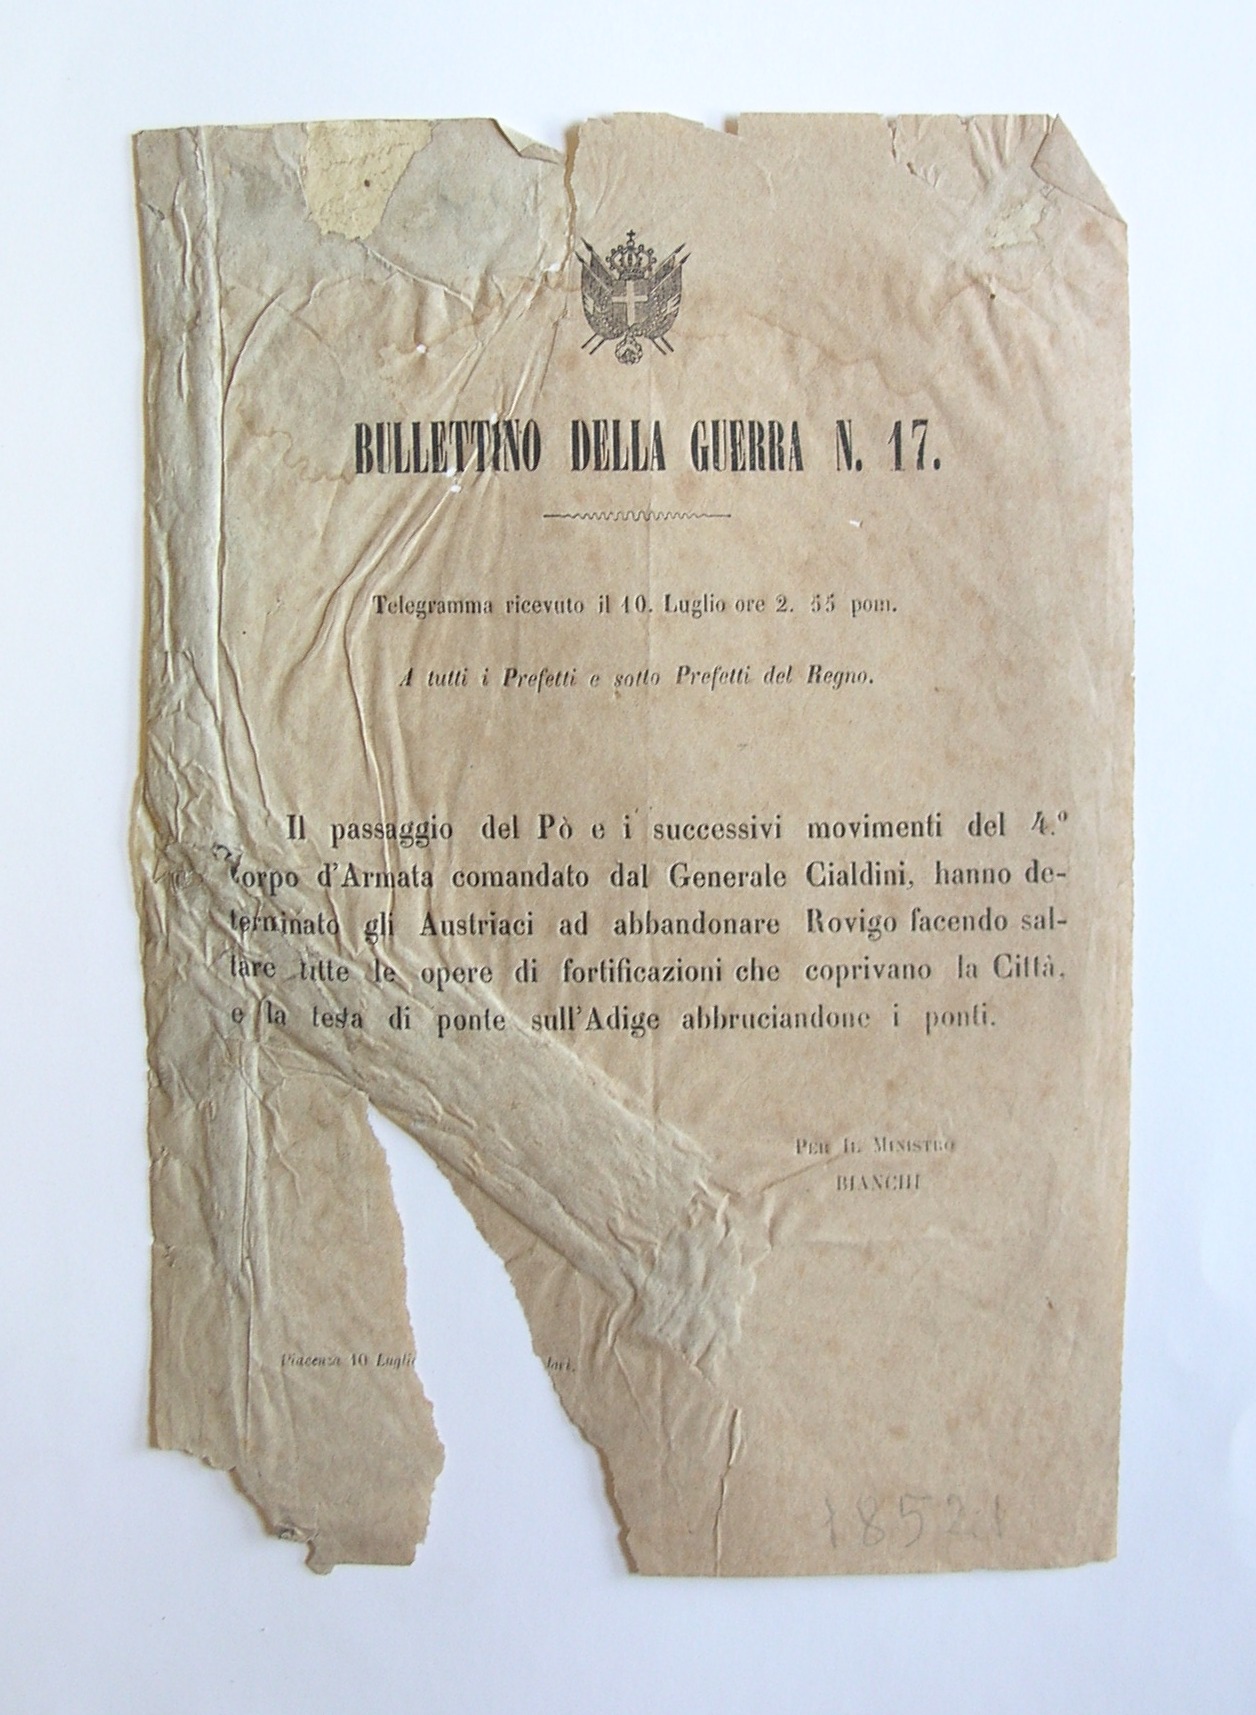 BULLETTINO DELLA GUERRA N. 17.
Telegramma ricevuto il 10. Luglio ore 2. 55 pom.
A tutti i Prefetti e sotto Prefetti del Regno.
Il passaggio del Pò e i successivi movimenti del 4.º
Corpo d'Armata comandato dal Generale Cialdini, hanno de-
terminato gli Austriaci ad abbandonare Rovigo facendo sal-
tare tutte le opere di fortificazioni che coprivano la Città,
e la testa di ponte sull'Adige abbruciandone i ponti.
PER IL MINISTRO
BIANCHI
Piacenza 10 Luglio